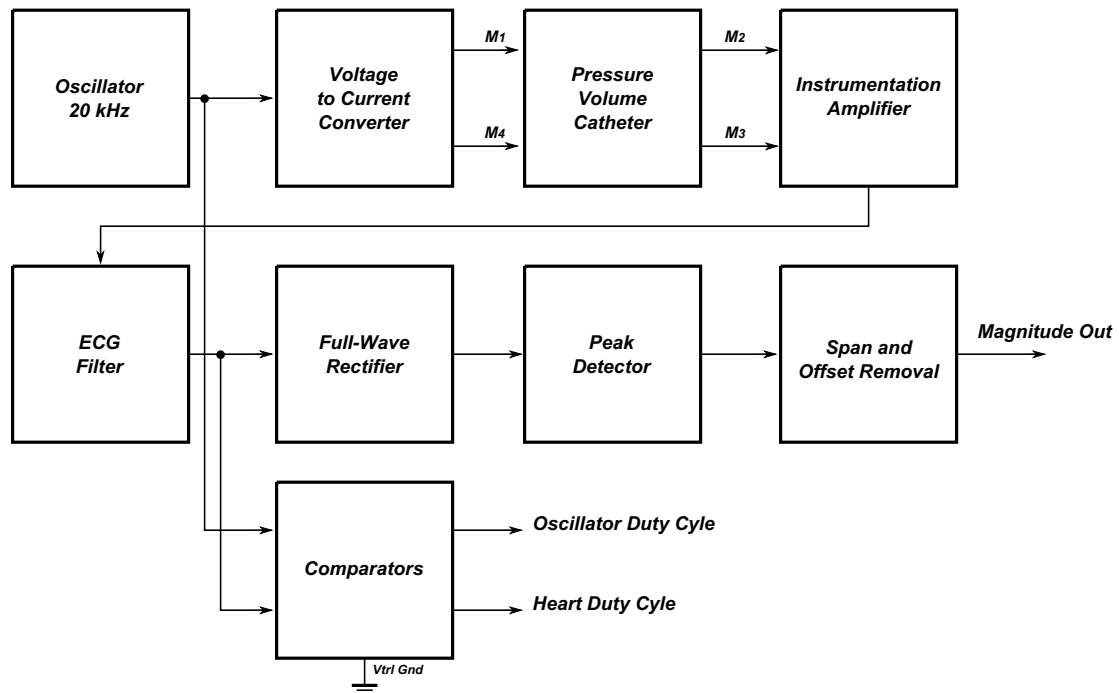 Oscillator
20 kHz
Voltage
to Current
Converter
M1
M4
Pressure
Volume
Catheter
M2
M3
Instrumentation
Amplifier
ECG
Filter
Full-Wave
Rectifier
Peak
Detector
Span and
Offset Removal
Magnitude Out
Comparators
Oscillator Duty Cyle
Heart Duty Cyle
Vtrl Gnd